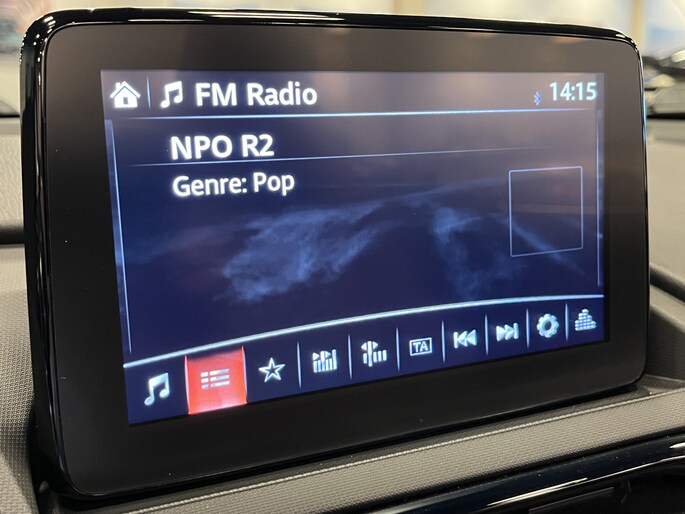 FM Radio 14:15
NPO R2
Genre: Pop
TA